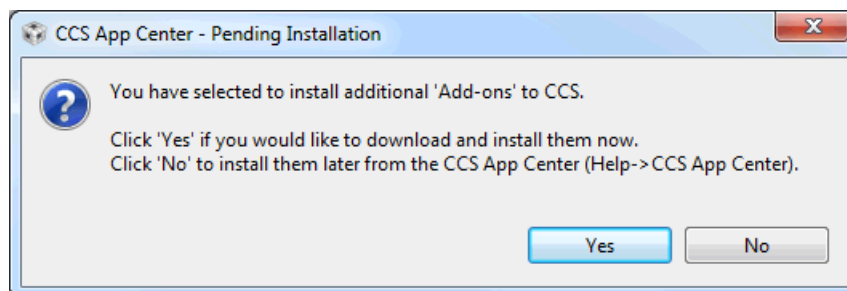 CCS App Center - Pending Installation
You have selected to install additional 'Add-ons' to CCS.
Click 'Yes' if you would like to download and install them now.
Click 'No' to install them later from the CCS App Center (Help->CCS App Center).
Yes
No